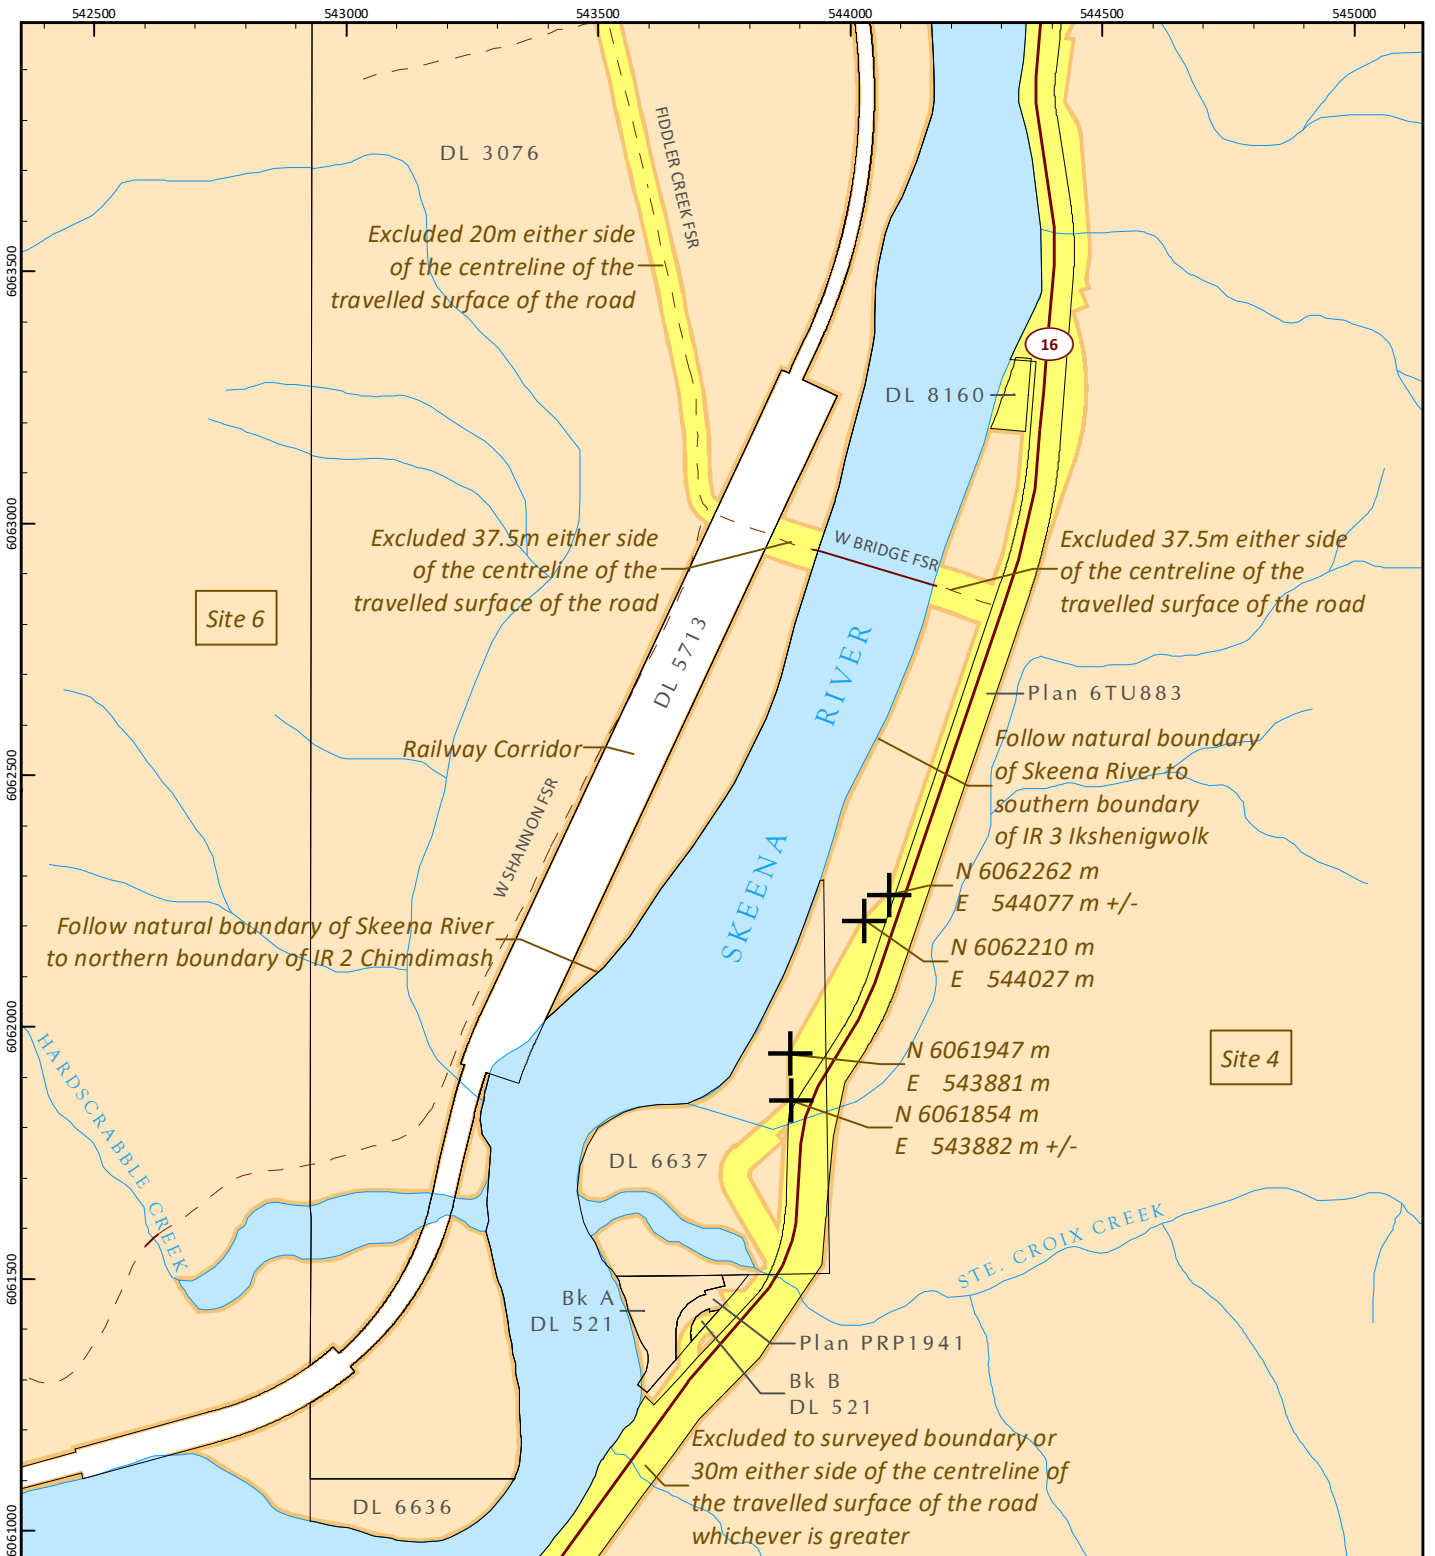 542500
543000
543500
544000
544500
545000
6063500
6063000
6062500
6062000
6061500
6061000
DL 3076
FIDDLER CREEK FSR
Excluded 20m either side
of the centreline of the
travelled surface of the road
16
DL 8160
Excluded 37.5m either side
of the centreline of the
travelled surface of the road
W BRIDGE FSR
Excluded 37.5m either side
of the centreline of the
travelled surface of the road
Site 6
DL 5713
SKEENA RIVER
Plan 6TU883
Railway Corridor
Follow natural boundary
of Skeena River to
southern boundary
of IR 3 Ikshenigwolk
W SHANNON FSR
N 6062262 m
E 544077 m +/-
Follow natural boundary of Skeena River
to northern boundary of IR 2 Chimdimash
N 6062210 m
E 544027 m
HARDSCRABBLE CREEK
N 6061947 m
E 543881 m
Site 4
N 6061854 m
E 543882 m +/-
DL 6637
STE. CROIX CREEK
Bk A
DL 521
Plan PRP1941
Bk B
DL 521
Excluded to surveyed boundary or
30m either side of the centreline of
the travelled surface of the road
whichever is greater
DL 6636